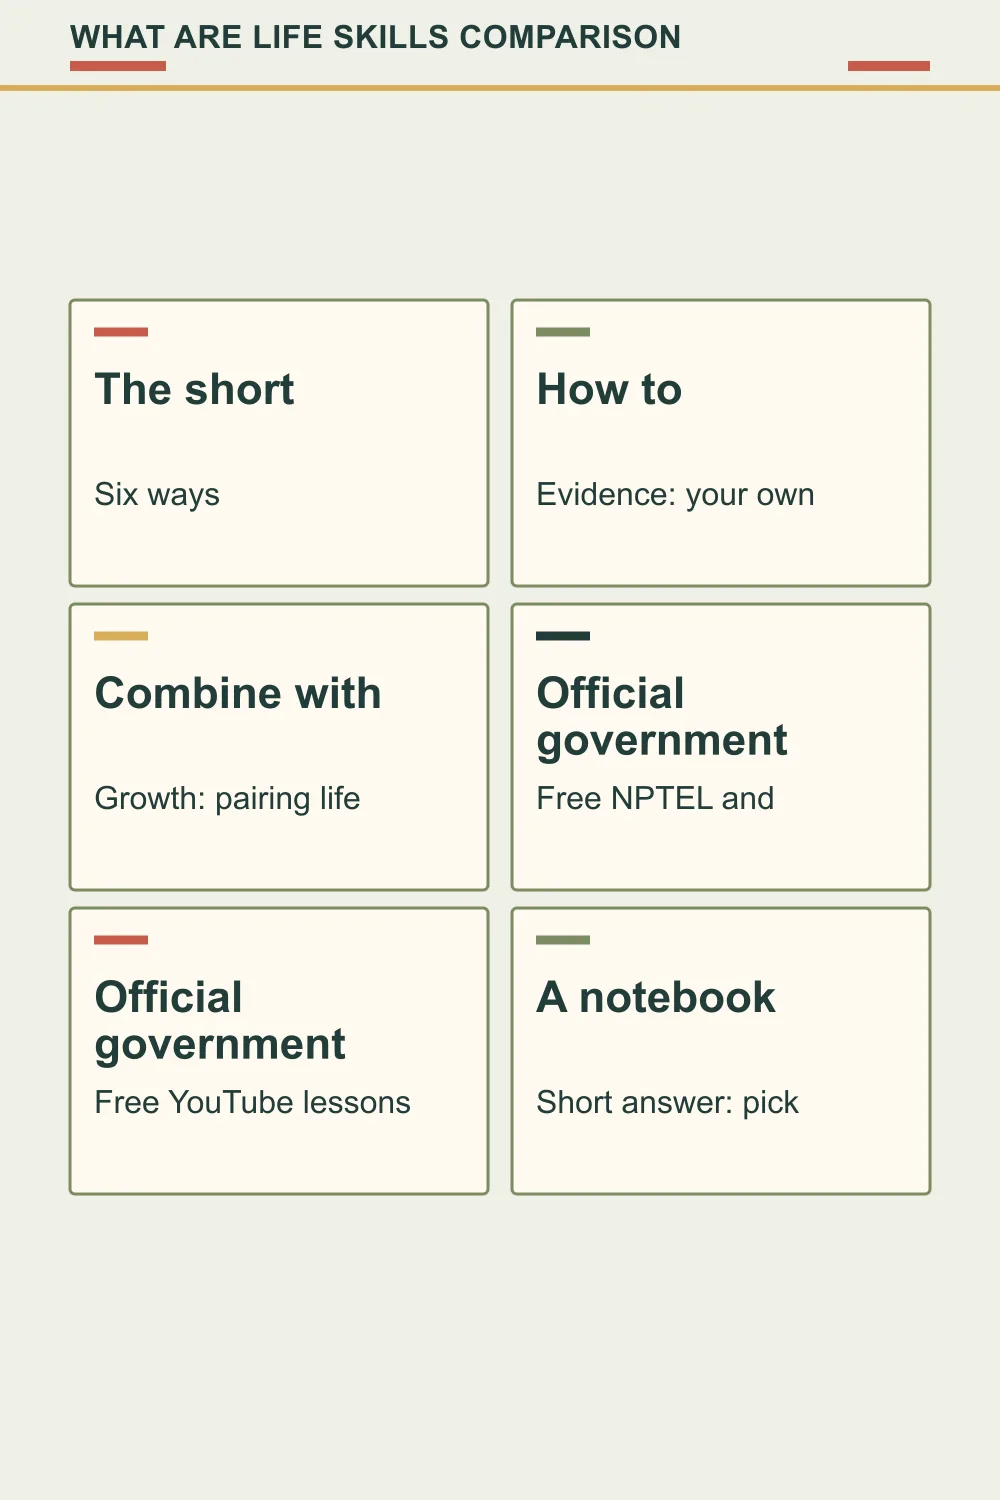 WHAT ARE LIFE SKILLS COMPARISON
The short
Six ways
How to
Evidence: your own
Combine with
Growth: pairing life
Official
government
Free NPTEL and
Official
government
Free YouTube lessons
A notebook
Short answer: pick